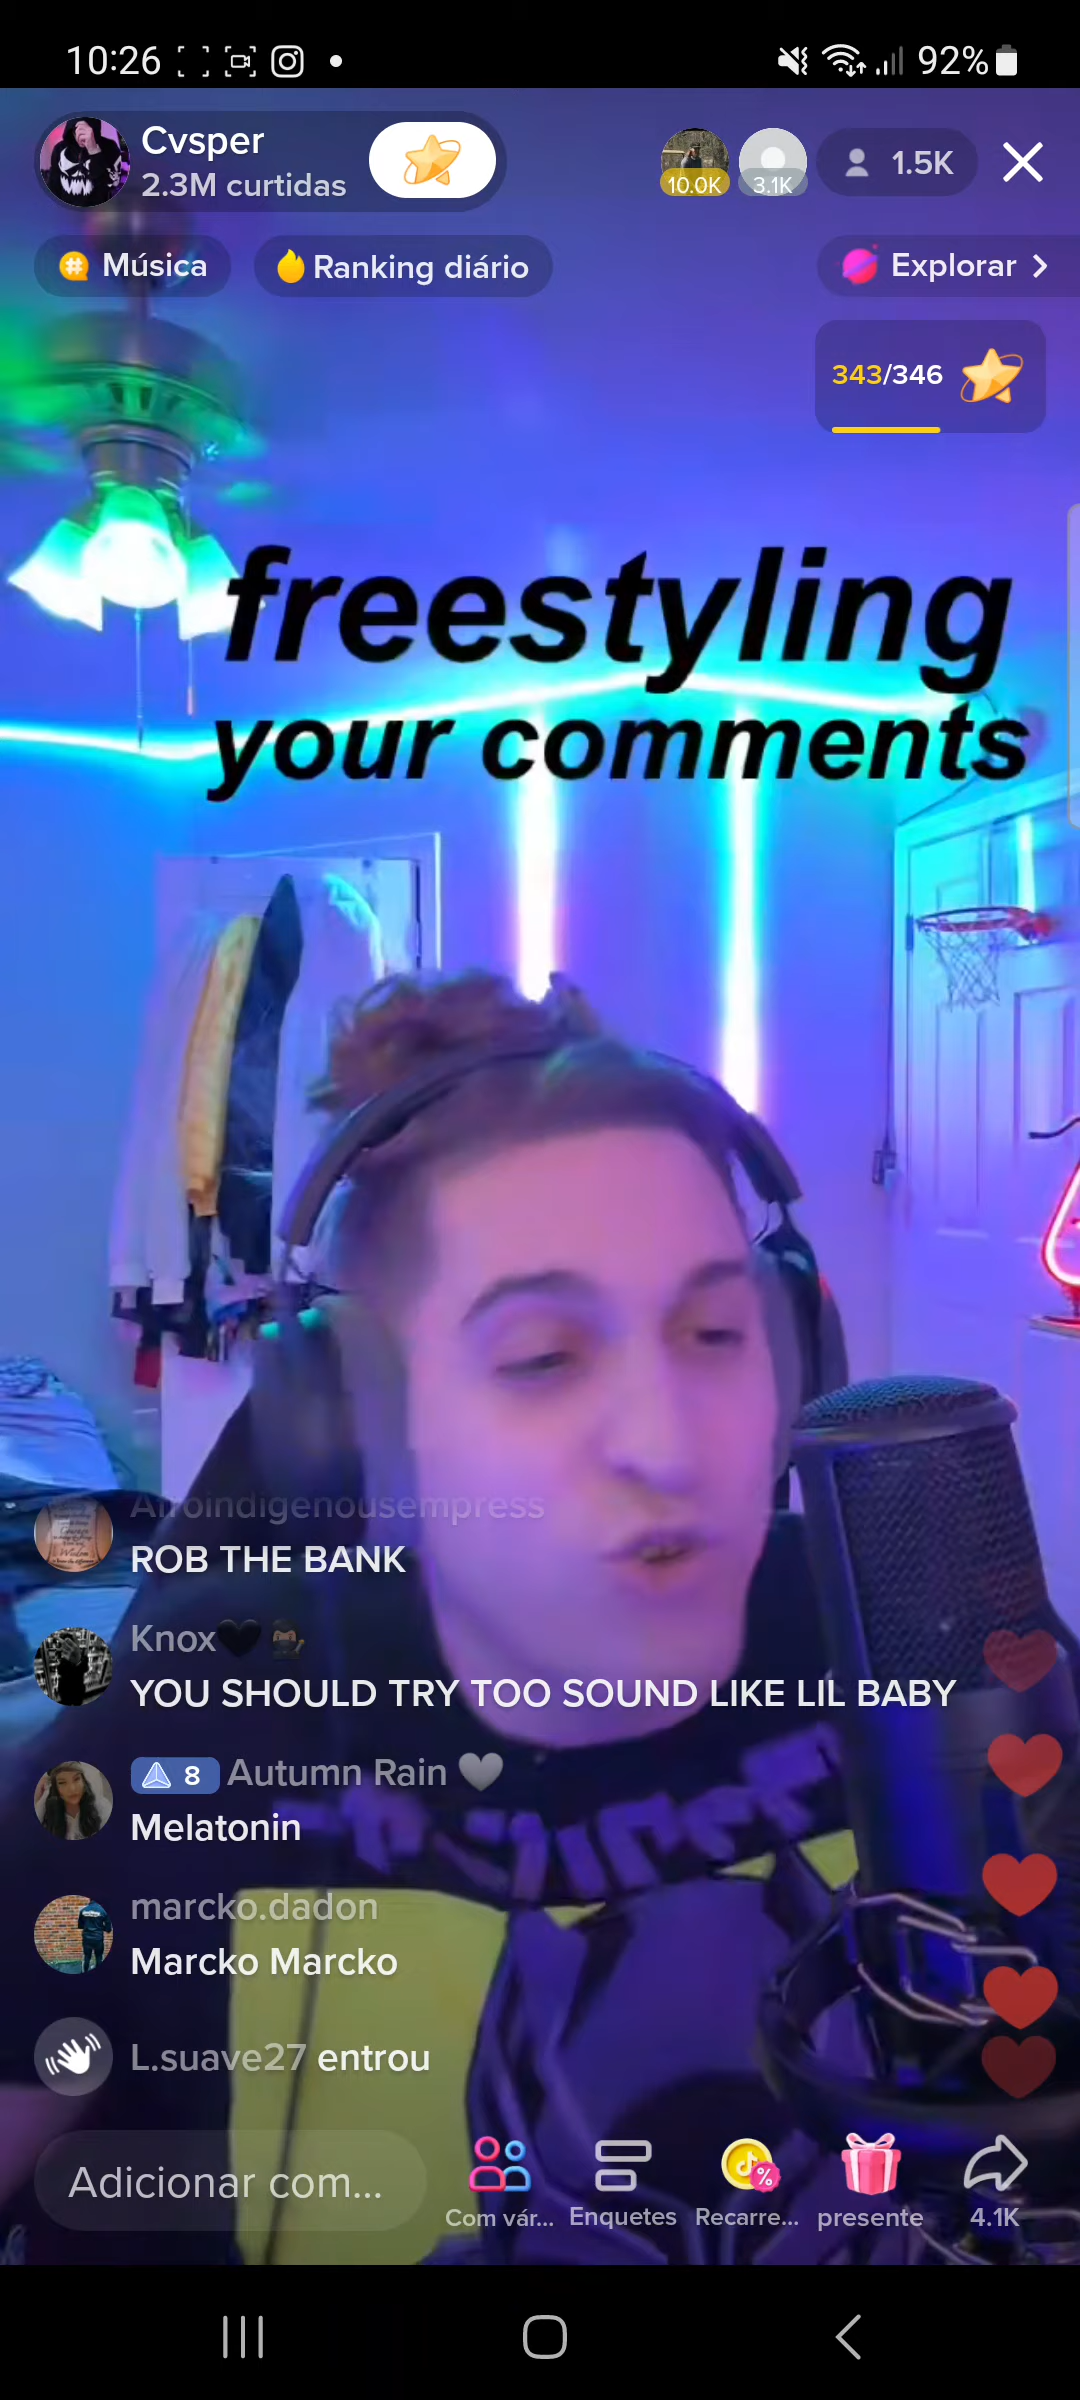 10:26
92%
Cvsper
2.3M curtidas
10.0K
3.1K
1.5K
Música
Ranking diário
Explorar
343/346
freestyling
your comments
Afroindigenousempress
ROB THE BANK
Knox
YOU SHOULD TRY TOO SOUND LIKE LIL BABY
8 Autumn Rain
Melatonin
marcko.dadon
Marcko Marcko
L.suave27 entrou
Adicionar com...
Com vár...
Enquetes
Recarre...
presente
4.1K